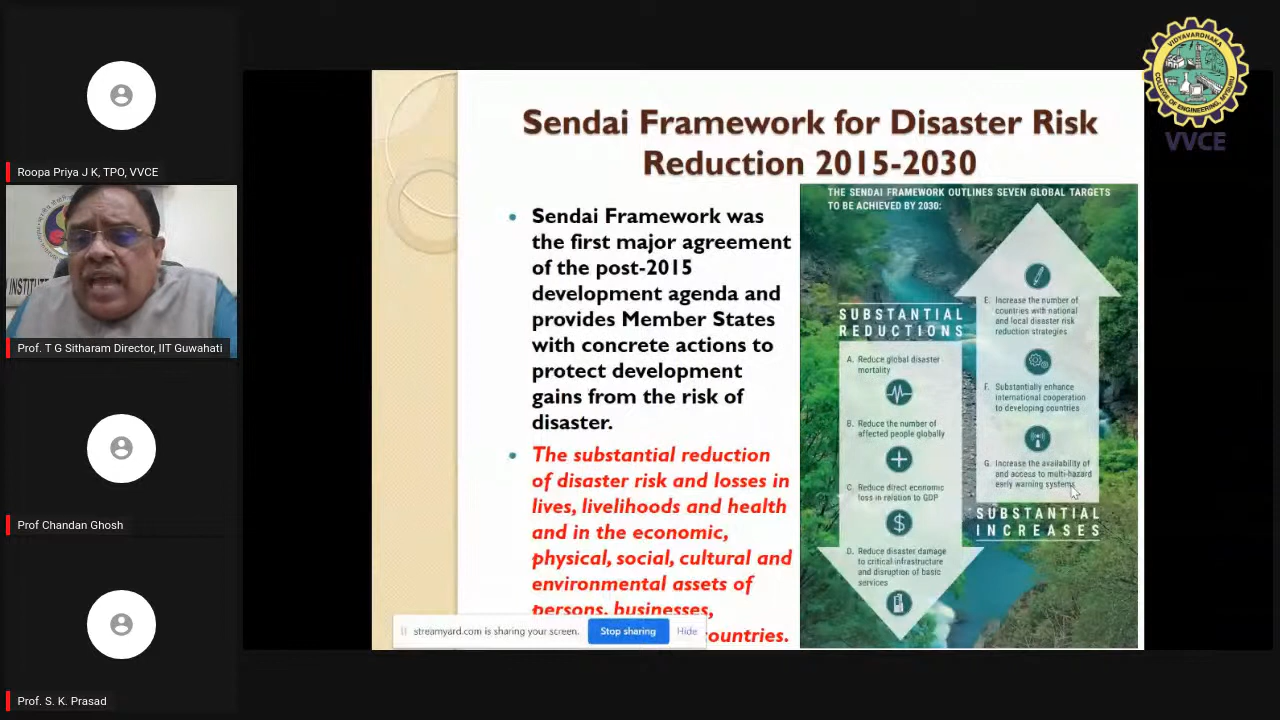 Roopa Priya J K, TPO, VVCE
Prof. T G Sitharam Director, IIT Guwahati
Prof Chandan Ghosh
Prof. S. K. Prasad
VIDYAVARDHAKA
COLLEGE OF ENGINEERING, MYSURU
VVCE
Sendai Framework for Disaster Risk
Reduction 2015-2030
Sendai Framework was
the first major agreement
of the post-2015
development agenda and
provides Member States
with concrete actions to
protect development
gains from the risk of
disaster.
The substantial reduction
of disaster risk and losses in
lives, livelihoods and health
and in the economic,
physical, social, cultural and
environmental assets of
persons, businesses,
ountries.
THE SENDAI FRAMEWORK OUTLINES SEVEN GLOBAL TARGETS
TO BE ACHIEVED BY 2030:
SUBSTANTIAL
REDUCTIONS
A. Reduce global disaster
mortality
B. Reduce the number of
affected people globally
C. Reduce direct economic
loss in relation to GDP
D. Reduce disaster damage
to critical infrastructure
and disruption of basic
services
E. Increase the number of
countries with national
and local disaster risk
reduction strategies
F. Substantially enhance
international cooperation
to developing countries
G. Increase the availability of
and access to multi-hazard
early warning systems
SUBSTANTIAL
INCREASES
streamyard.com is sharing your screen.
Stop sharing
Hide